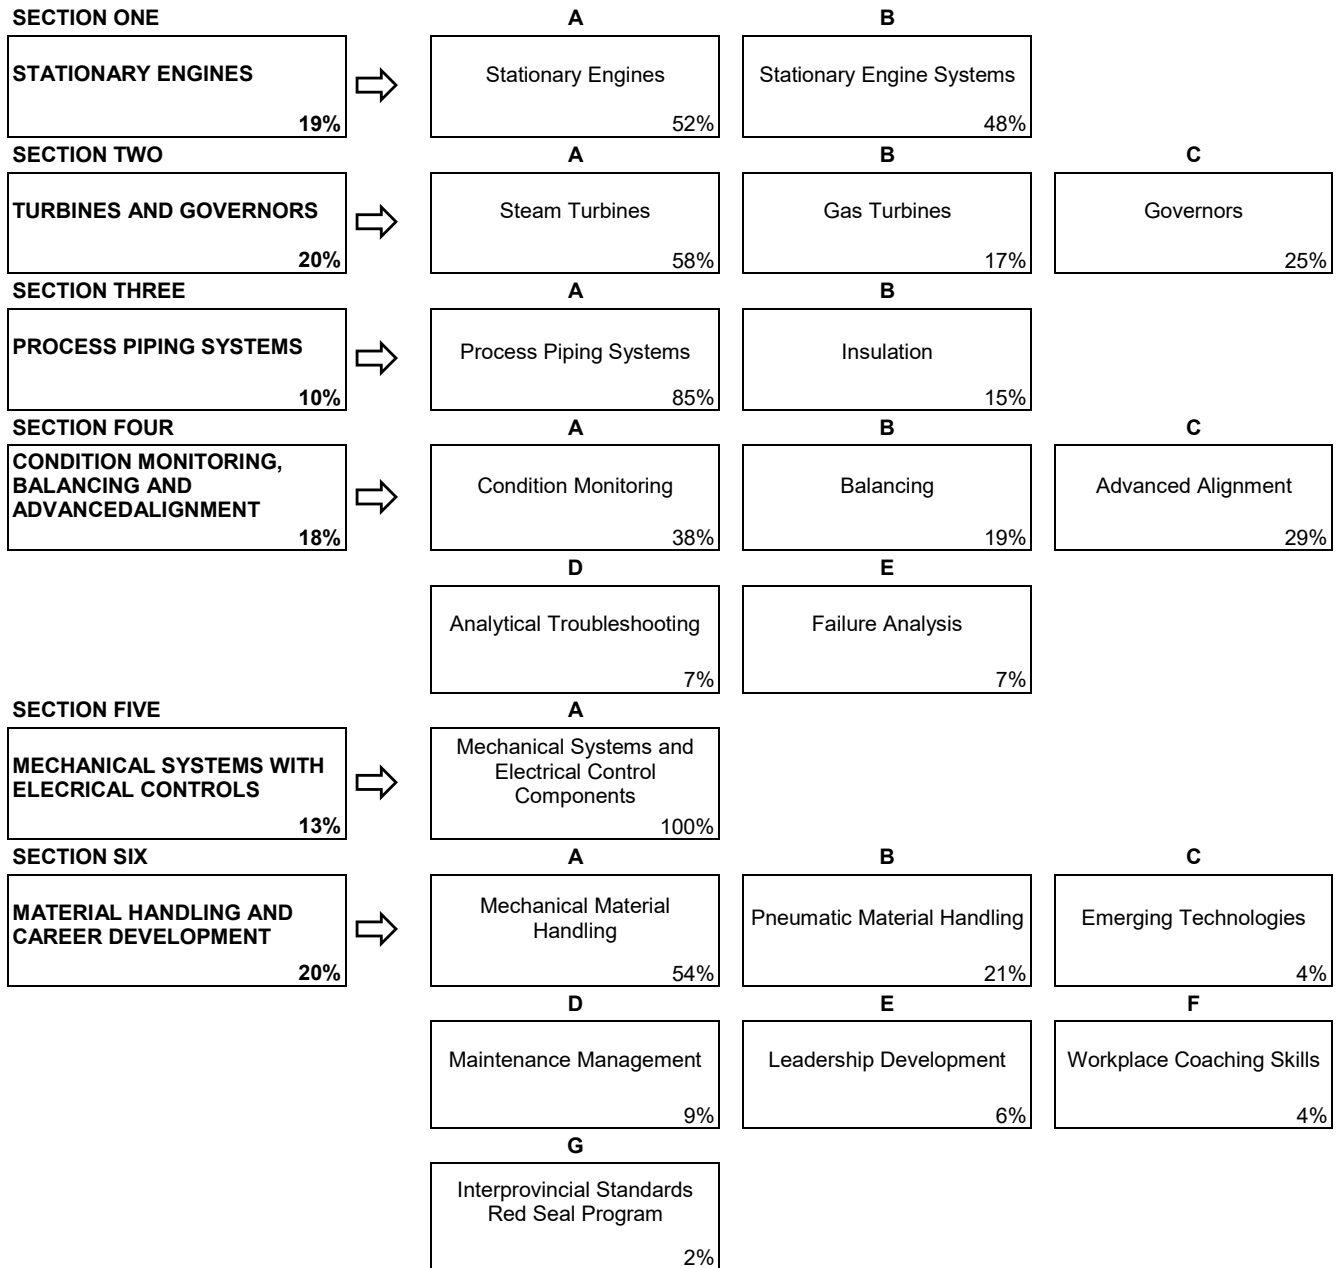 SECTION ONE
A
B
STATIONARY ENGINES
19%
Stationary Engines
52%
Stationary Engine Systems
48%
SECTION TWO
A
B
C
TURBINES AND GOVERNORS
20%
Steam Turbines
58%
Gas Turbines
17%
Governors
25%
SECTION THREE
A
B
PROCESS PIPING SYSTEMS
10%
Process Piping Systems
85%
Insulation
15%
SECTION FOUR
A
B
C
CONDITION MONITORING,
BALANCING AND
ADVANCEDALIGNMENT
18%
Condition Monitoring
38%
Balancing
19%
Advanced Alignment
29%
D
E
Analytical Troubleshooting
7%
Failure Analysis
7%
SECTION FIVE
A
MECHANICAL SYSTEMS WITH
ELECRICAL CONTROLS
13%
Mechanical Systems and
Electrical Control
Components
100%
SECTION SIX
A
B
C
MATERIAL HANDLING AND
CAREER DEVELOPMENT
20%
Mechanical Material
Handling
54%
Pneumatic Material Handling
21%
Emerging Technologies
4%
D
E
F
Maintenance Management
9%
Leadership Development
6%
Workplace Coaching Skills
4%
G
Interprovincial Standards
Red Seal Program
2%